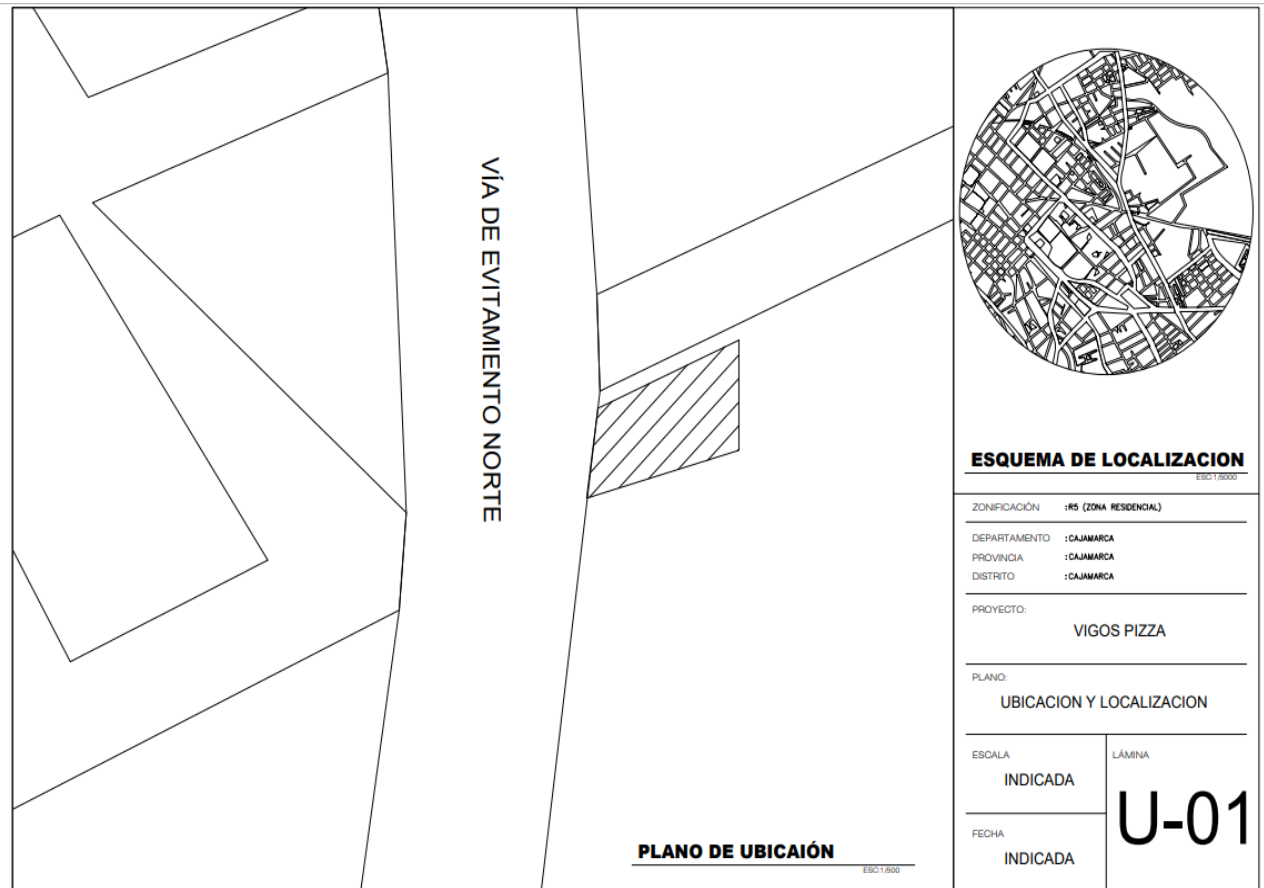 VÍA DE EVITAMIENTO NORTE
PLANO DE UBICAIÓN
ESC:1/500
ESQUEMA DE LOCALIZACION
ESC:1/5000
ZONIFICACIÓN :R5 (ZONA RESIDENCIAL)
DEPARTAMENTO :CAJAMARCA
PROVINCIA :CAJAMARCA
DISTRITO :CAJAMARCA
PROYECTO:
VIGOS PIZZA
PLANO:
UBICACION Y LOCALIZACION
ESCALA
INDICADA
FECHA
INDICADA
LÁMINA
U-01